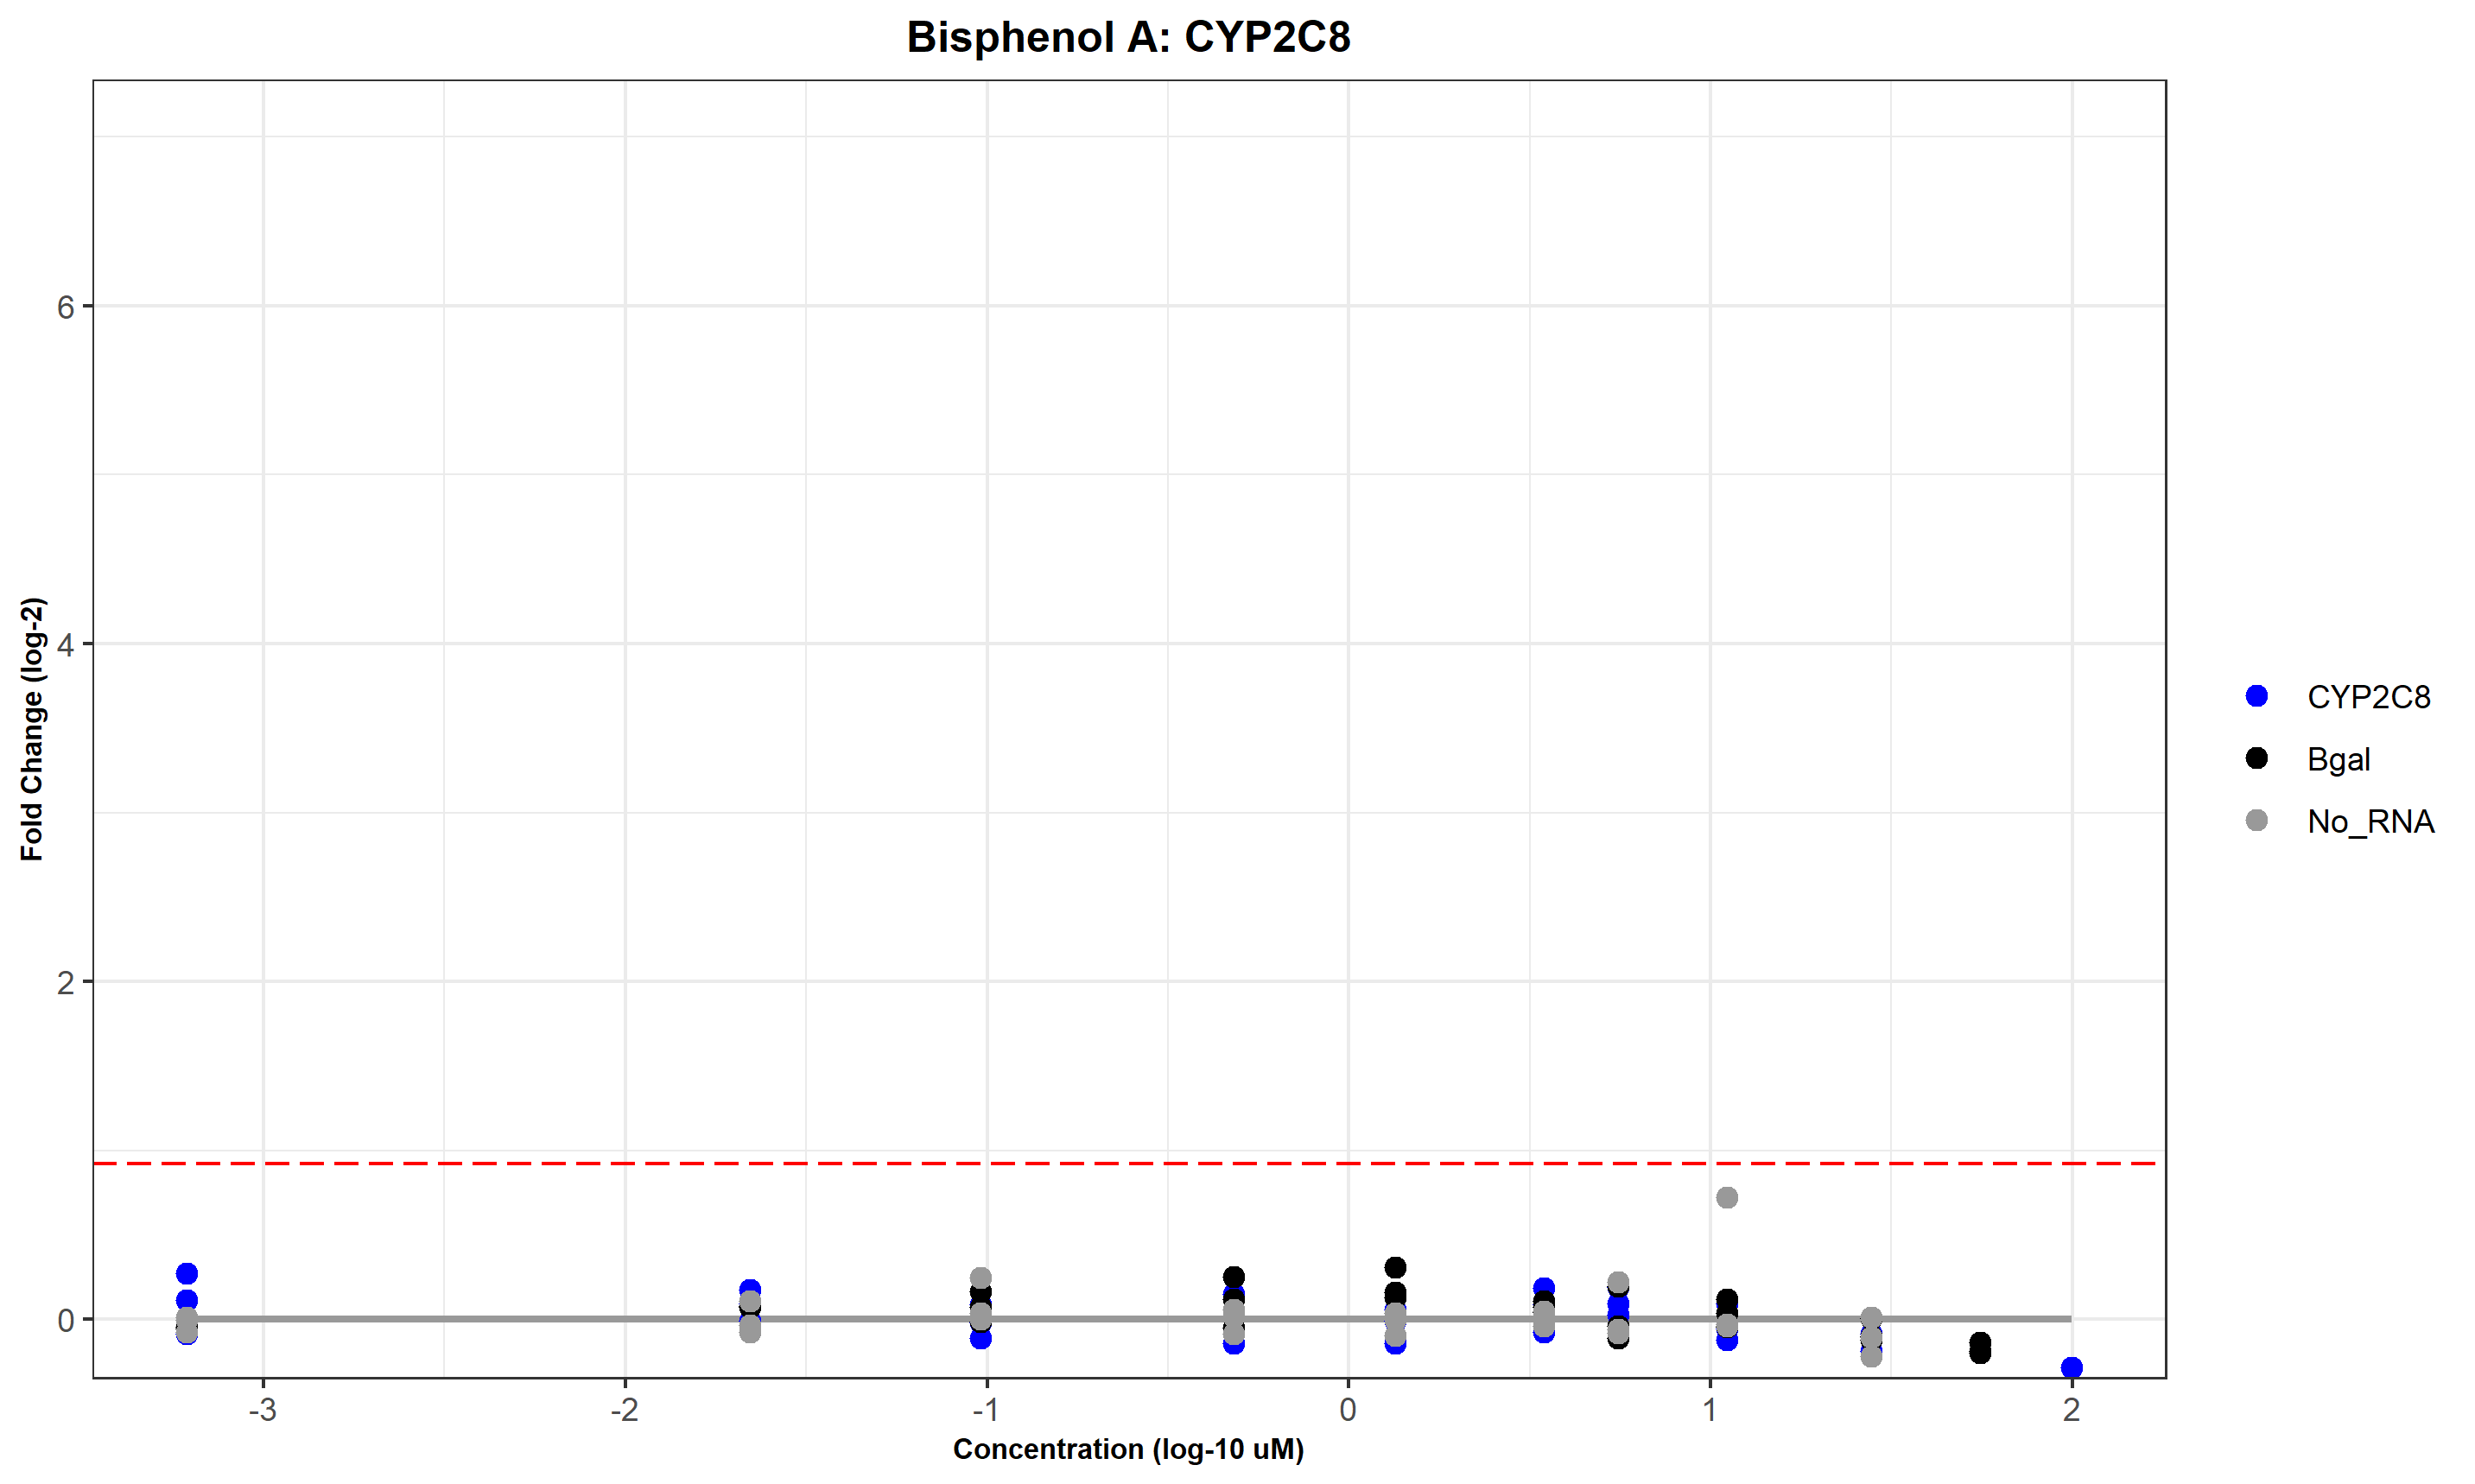 Bisphenol A: CYP2C8
Fold Change (log-2)
6
4
2
0
-3
-2
-1
0
1
2
Concentration (log-10 uM)
CYP2C8
Bgal
No_RNA